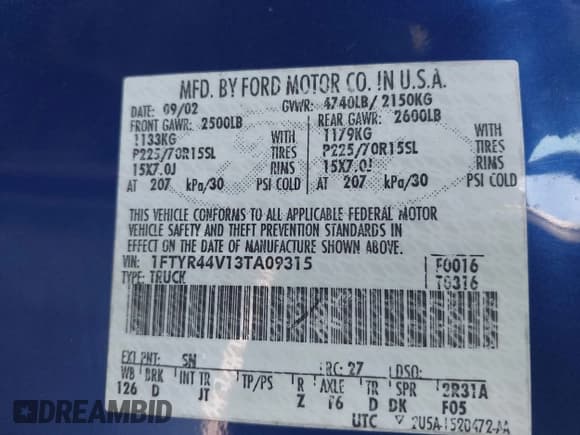 MFD. BY FORD MOTOR CO. IN U.S.A.
DATE: 09/02 GVWR: 4740LB/ 2150KG
FRONT GAWR: 2500LB REAR GAWR: 2600LB
1133KG WITH 1179KG WITH
P225/70R15SL TIRES P225/70R15SL TIRES
15X7.0J RIMS 15X7.0J RIMS
AT 207 kPa/30 PSI COLD AT 207 kPa/30 PSI COLD
THIS VEHICLE CONFORMS TO ALL APPLICABLE FEDERAL MOTOR
VEHICLE SAFETY AND THEFT PREVENTION STANDARDS IN
EFFECT ON THE DATE OF MANUFACTURE SHOWN ABOVE.
VIN: 1FTYR44V13TA09315 F0016
TYPE: TRUCK T0316
EXT PNT: SN RC: 27 DSO:
WB BRK INT TR TP/PS R AXLE TR SPR 2R31A
126 D JT Z F6 D DK F05
UTC 2U5A-1520472-AA
DREAMBID